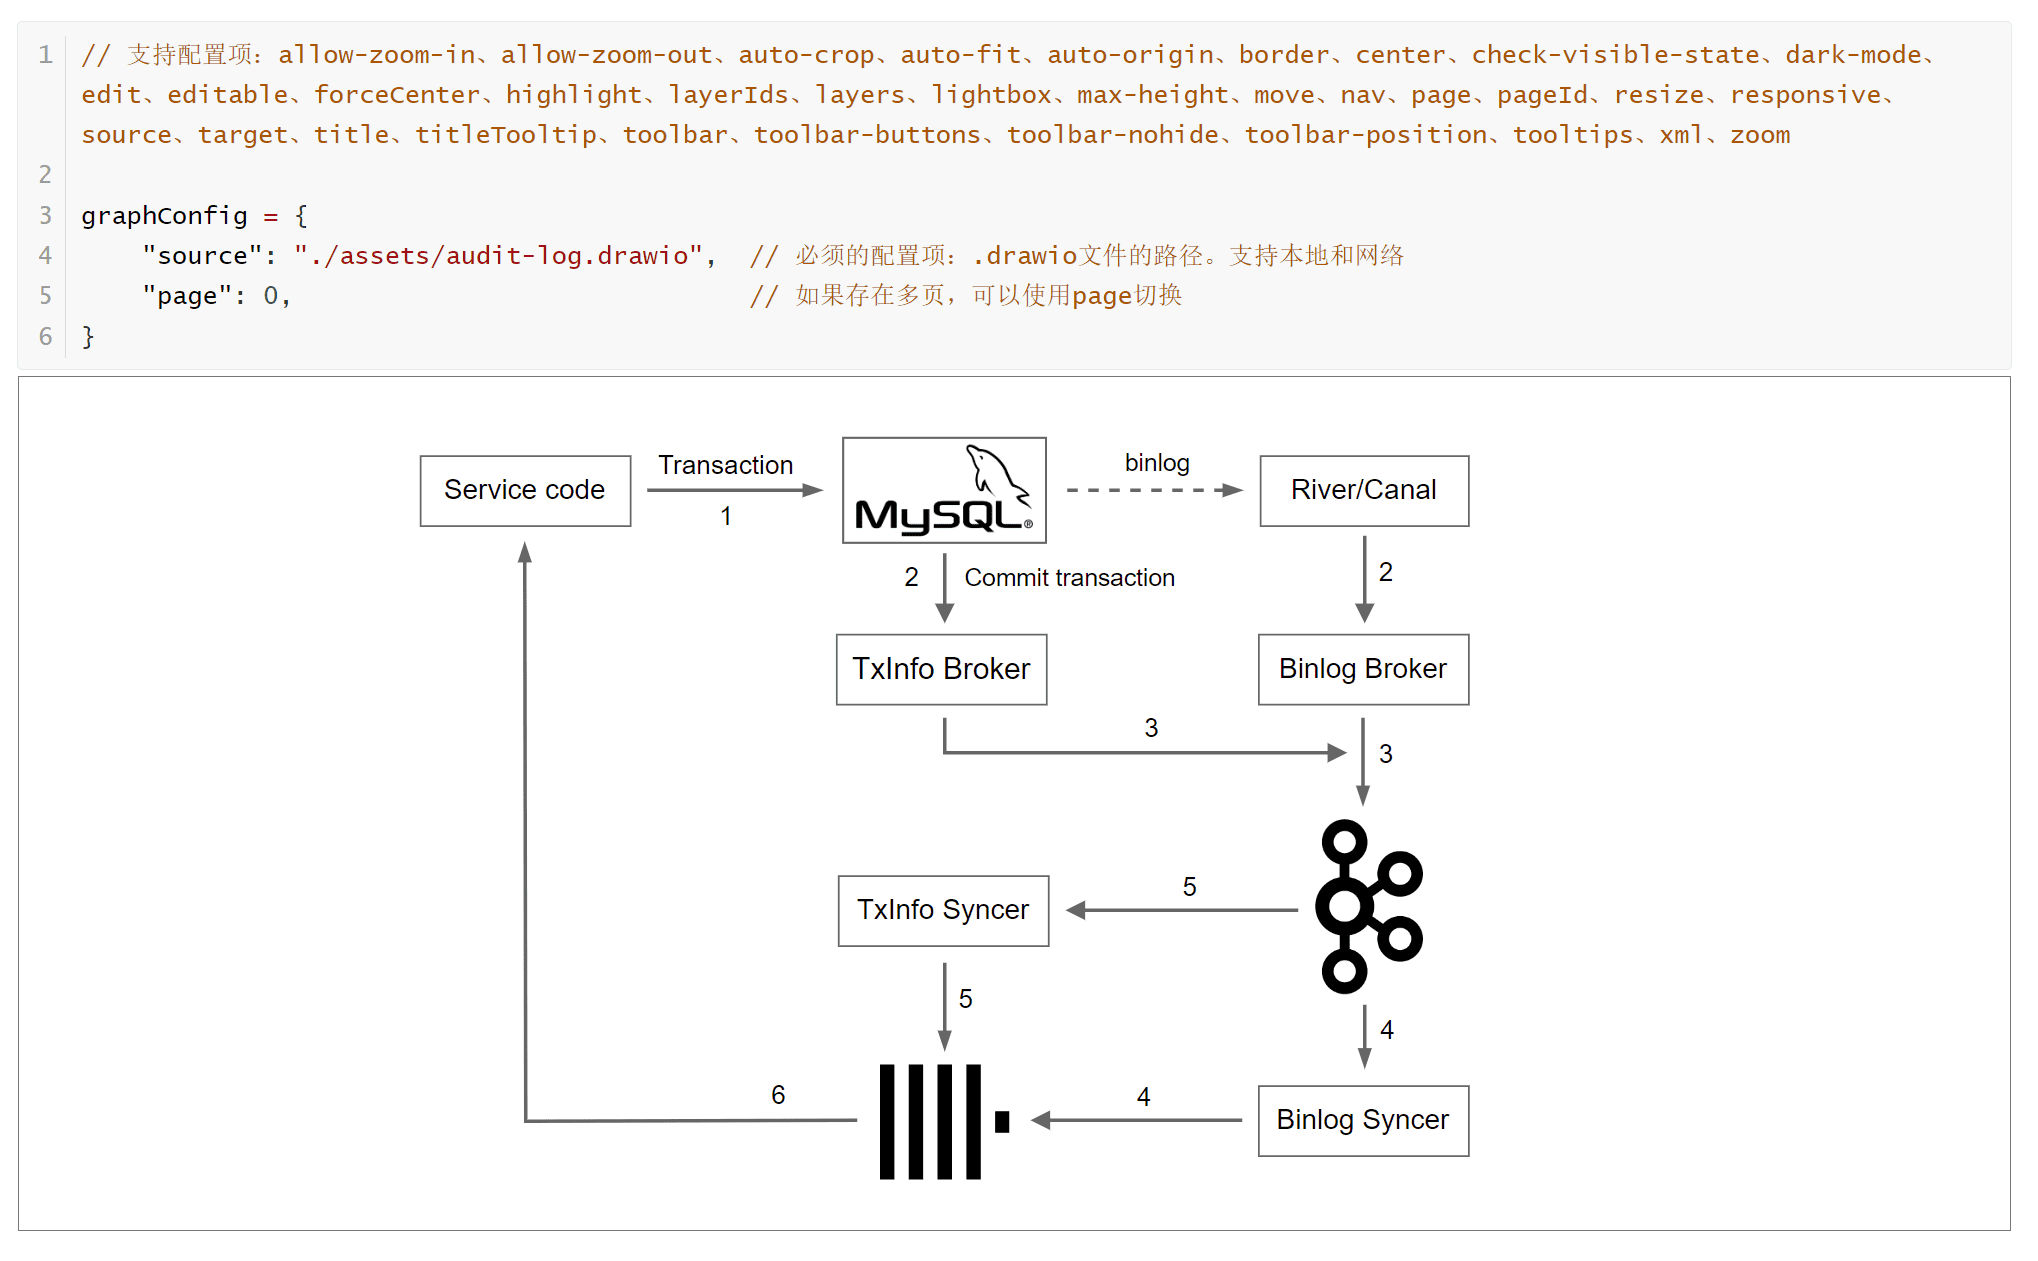 1 // 支持配置项：allow-zoom-in、allow-zoom-out、auto-crop、auto-fit、auto-origin、border、center、check-visible-state、dark-mode、
edit、editable、forceCenter、highlight、layerIds、layers、lightbox、max-height、move、nav、page、pageId、resize、responsive、
source、target、title、titleTooltip、toolbar、toolbar-buttons、toolbar-nohide、toolbar-position、tooltips、xml、zoom
2
3 graphConfig = {
4 "source": "./assets/audit-log.drawio", // 必须的配置项：.drawio文件的路径。支持本地和网络
5 "page": 0, // 如果存在多页，可以使用page切换
6 }
Service code
Transaction
1
MySQL®
binlog
River/Canal
2
Commit transaction
2
TxInfo Broker
Binlog Broker
3
3
TxInfo Syncer
5
5
4
6
4
Binlog Syncer